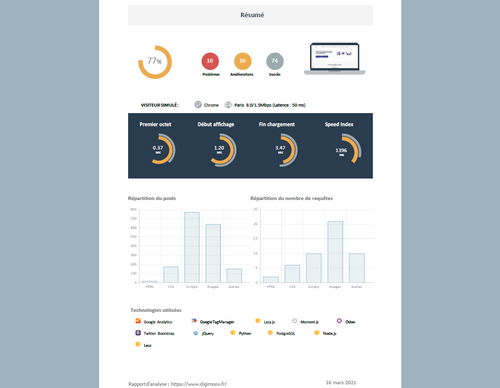 Résumé
77%
10 10 74
Problèmes Améliorations Succès
VISITEUR SIMULÉ : Chrome Paris 8.0/1.5Mbps (Latence : 50 ms)
Premier octet Début affichage Fin chargement Speed Index
0.37 1.20 3.47 1396
SEC SEC SEC MS
Répartition du poids Répartition du nombre de requêtes
800
700
600
500
400
300
200
100
0
HTML CSS Scripts Images Autres
25
20
15
10
5
0
HTML CSS Scripts Images Autres
Technologies utilisées
Google Analytics GoogleTagManager Lazy.js Moment.js Odoo
Twitter Bootstrap jQuery Python PostgreSQL Node.js
Less
Rapport d'analyse : https://www.digimoov.fr/ 16 mars 2021